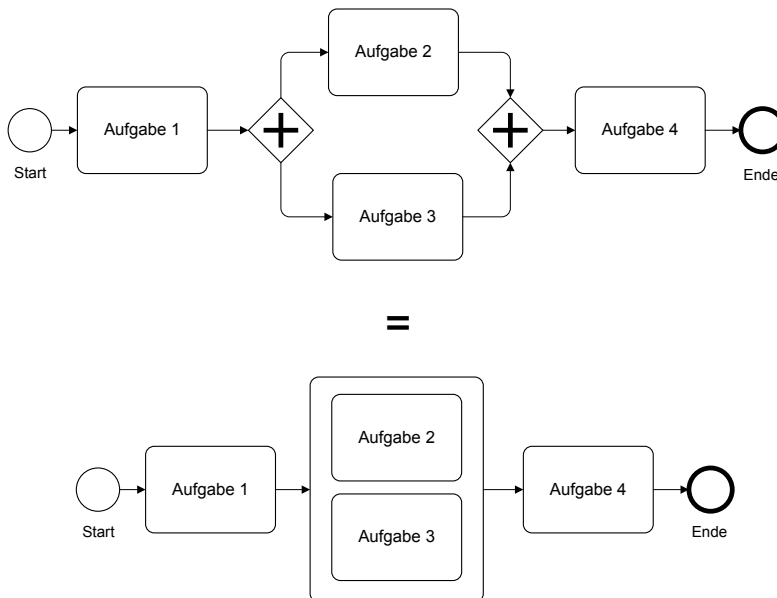 Aufgabe 2
Aufgabe 1
Aufgabe 4
Start
Ende
Aufgabe 3
=
Aufgabe 2
Aufgabe 1
Aufgabe 4
Start
Aufgabe 3
Ende